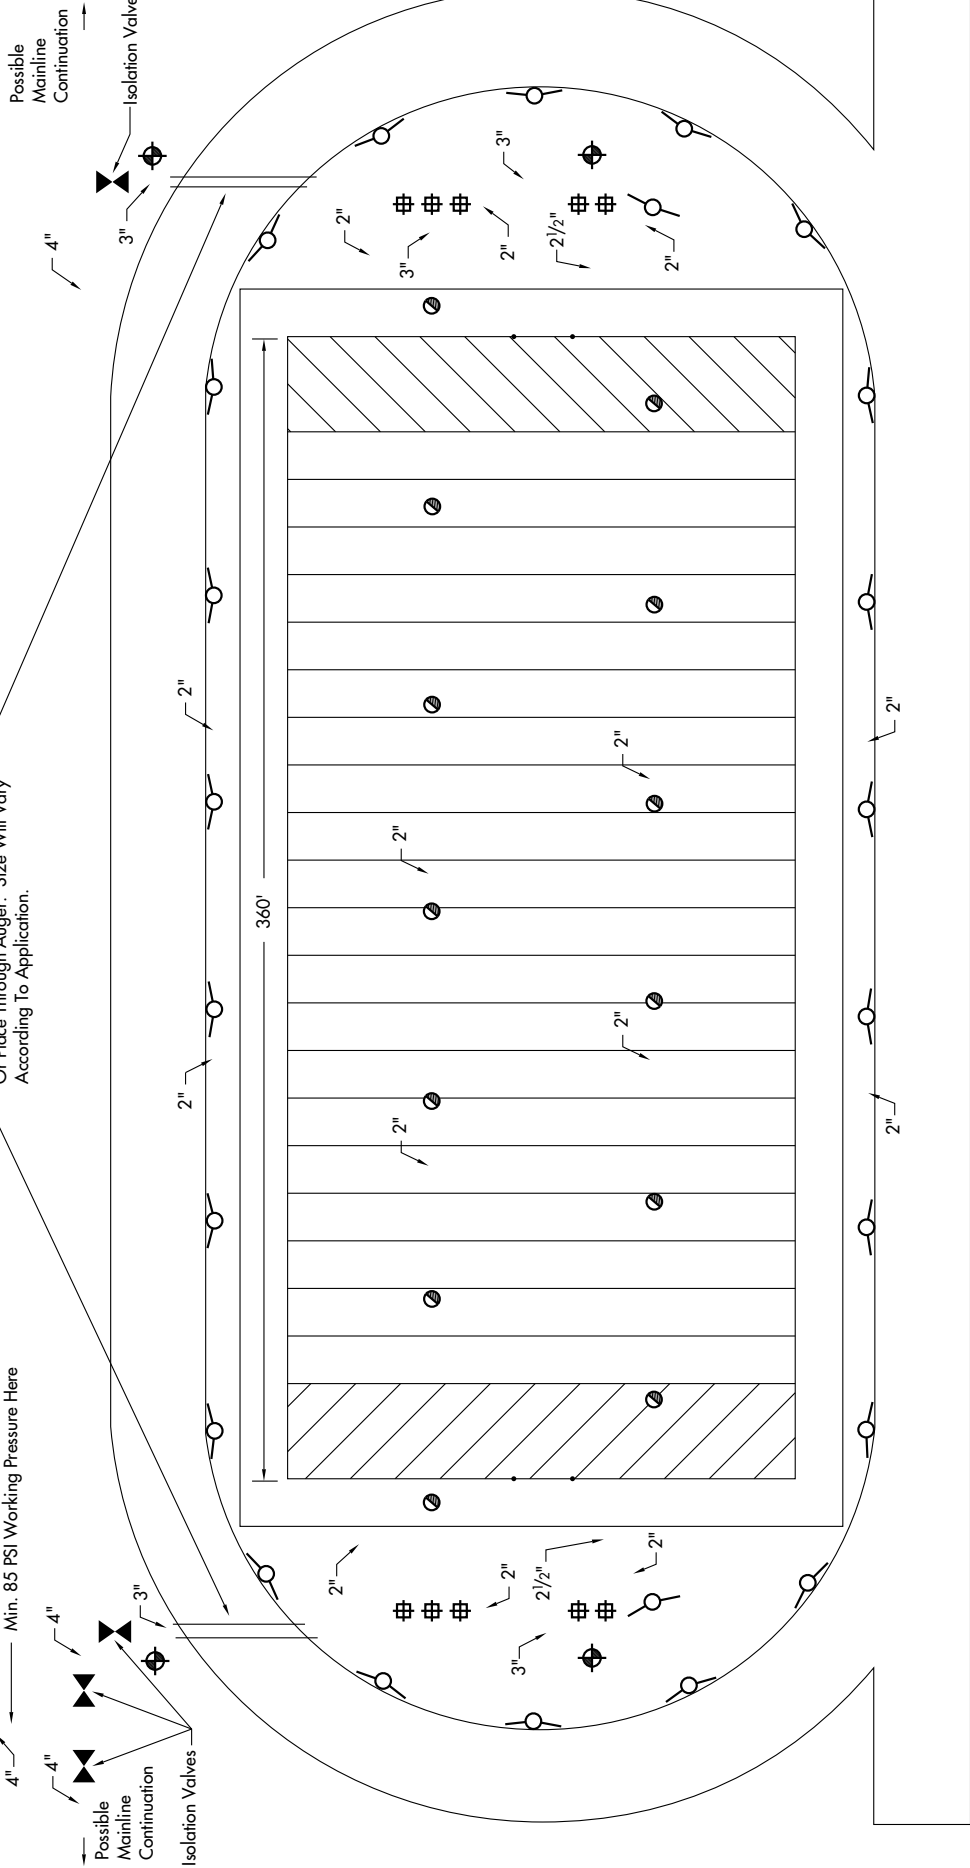 4"
Min. 85 PSI Working Pressure Here
Or Place Through Auger. Size Will Vary
According To Application.
Possible
Mainline
Continuation
4"
4"
Possible
Mainline
Continuation
4"
Isolation Valves
3"
3"
Isolation Valve
2"
2"
360'
2"
2"
2"
2"
3"
2"
2"
3"
3"
2½"
2½"
2"
2"
2"
2"
2"
2"